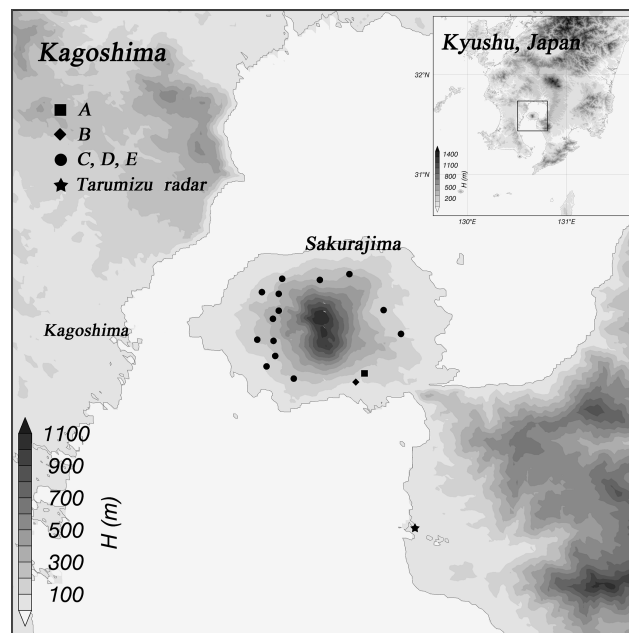 Kagoshima
A
B
C, D, E
Tarumizu radar
Kyushu, Japan
32°N
31°N
130°E
131°E
1400
1100
800
500
200
H (m)
Sakurajima
Kagoshima
1100
900
700
500
300
100
H (m)